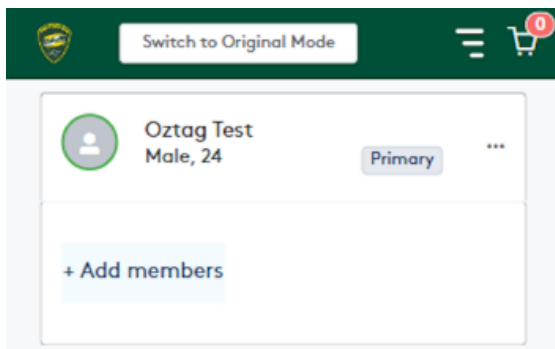 Switch to Original Mode
0
Oztag Test
Male, 24
Primary
...
+ Add members